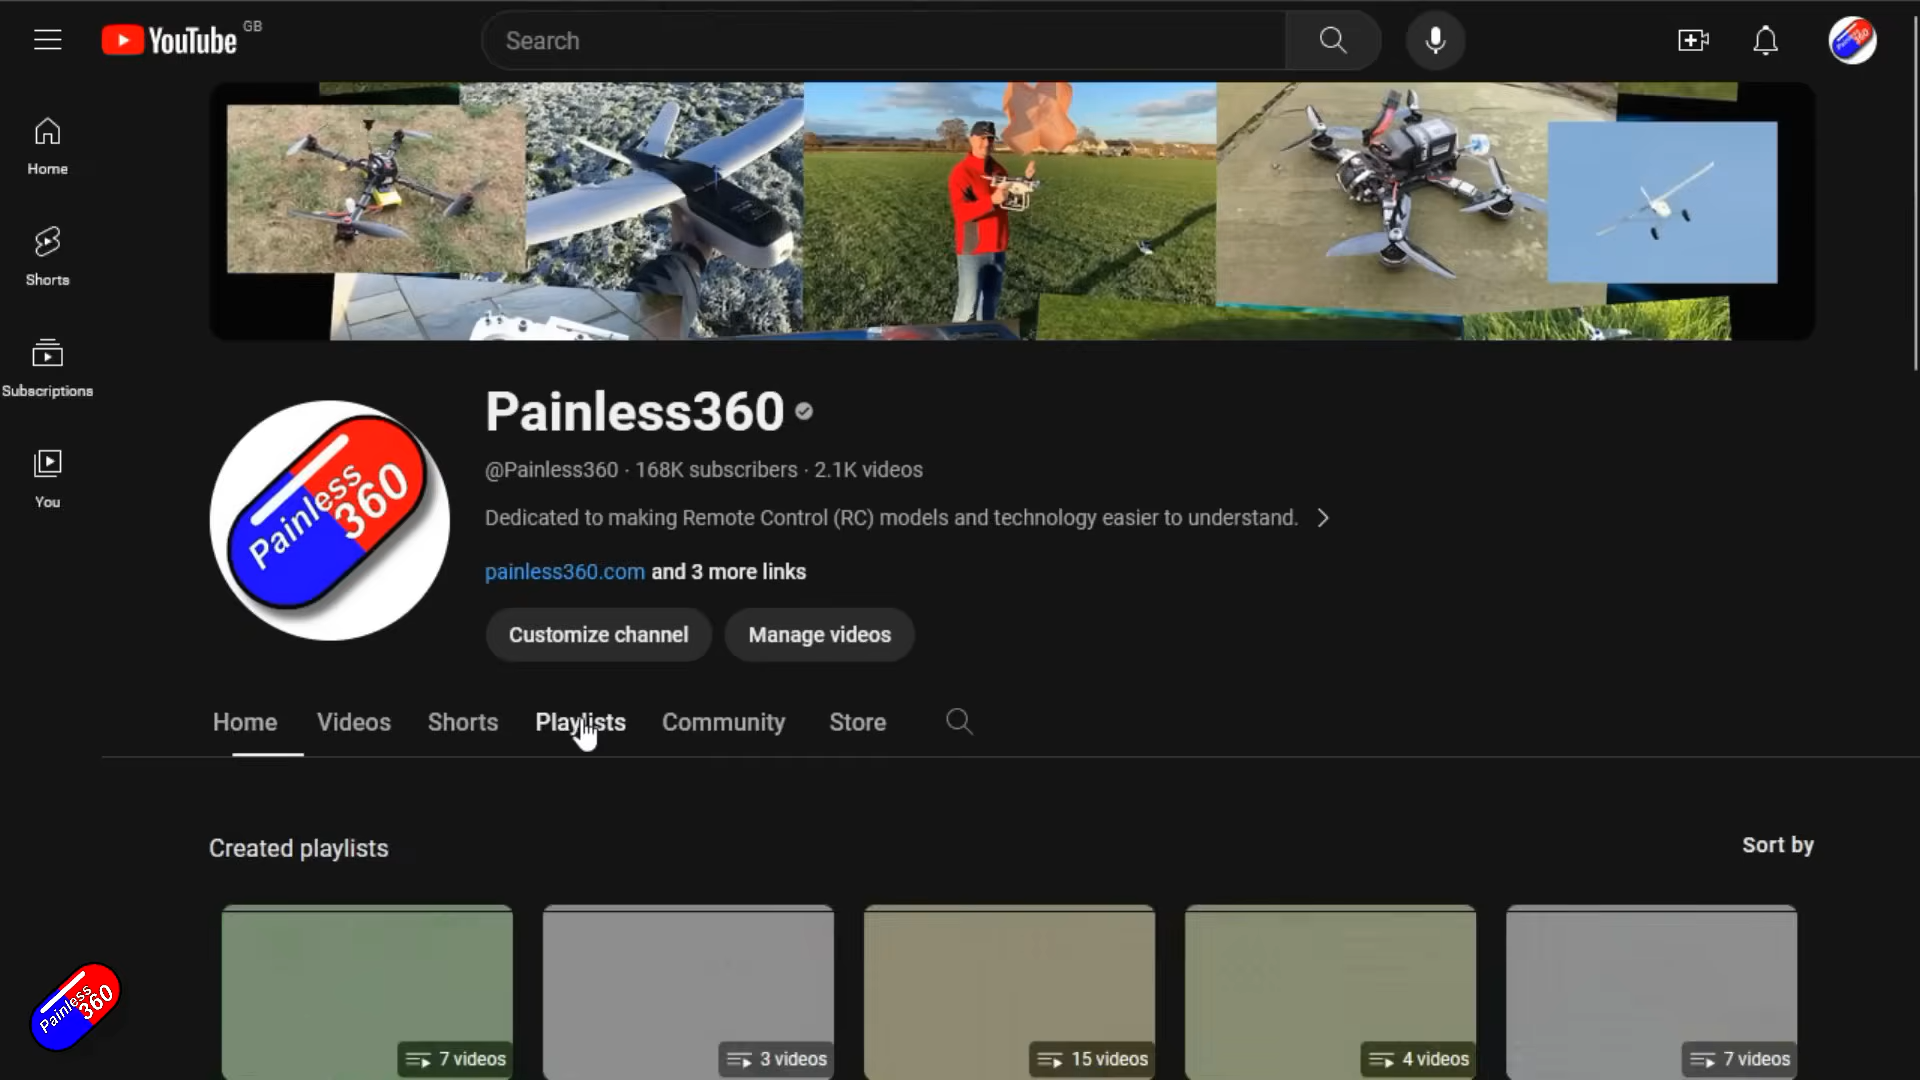 YouTube GB
Search
Home
Shorts
Subscriptions
You
Painless 360
Painless360
@Painless360 · 168K subscribers · 2.1K videos
Dedicated to making Remote Control (RC) models and technology easier to understand.
painless360.com and 3 more links
Customize channel
Manage videos
Home
Videos
Shorts
Playlists
Community
Store
Created playlists
Sort by
7 videos
3 videos
15 videos
4 videos
7 videos
Painless 360